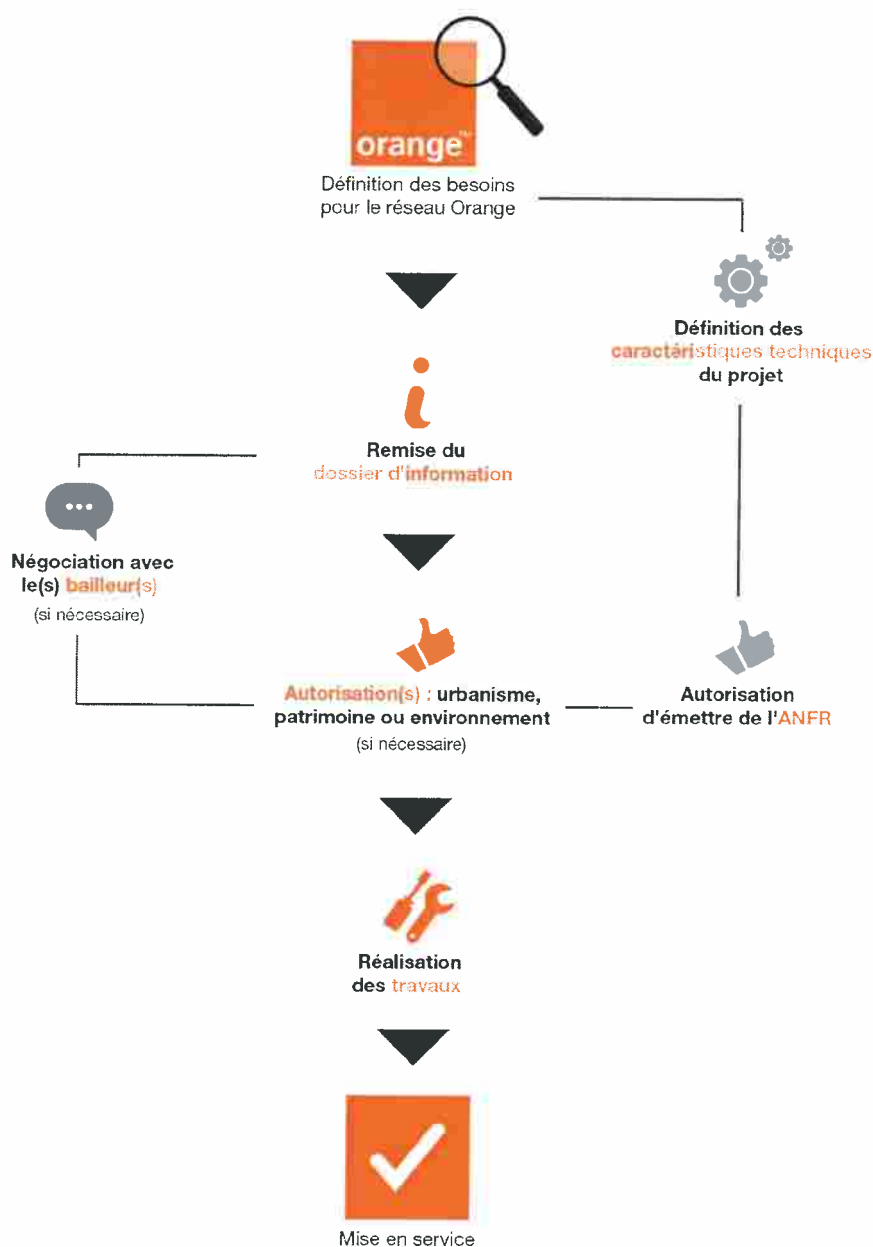 orange™
Définition des besoins
pour le réseau Orange
Définition des
caractéristiques techniques
du projet
Remise du
dossier d'information
Négociation avec
le(s) bailleur(s)
(si nécessaire)
Autorisation(s) : urbanisme,
patrimoine ou environnement
(si nécessaire)
Autorisation
d'émettre de l'ANFR
Réalisation
des travaux
Mise en service